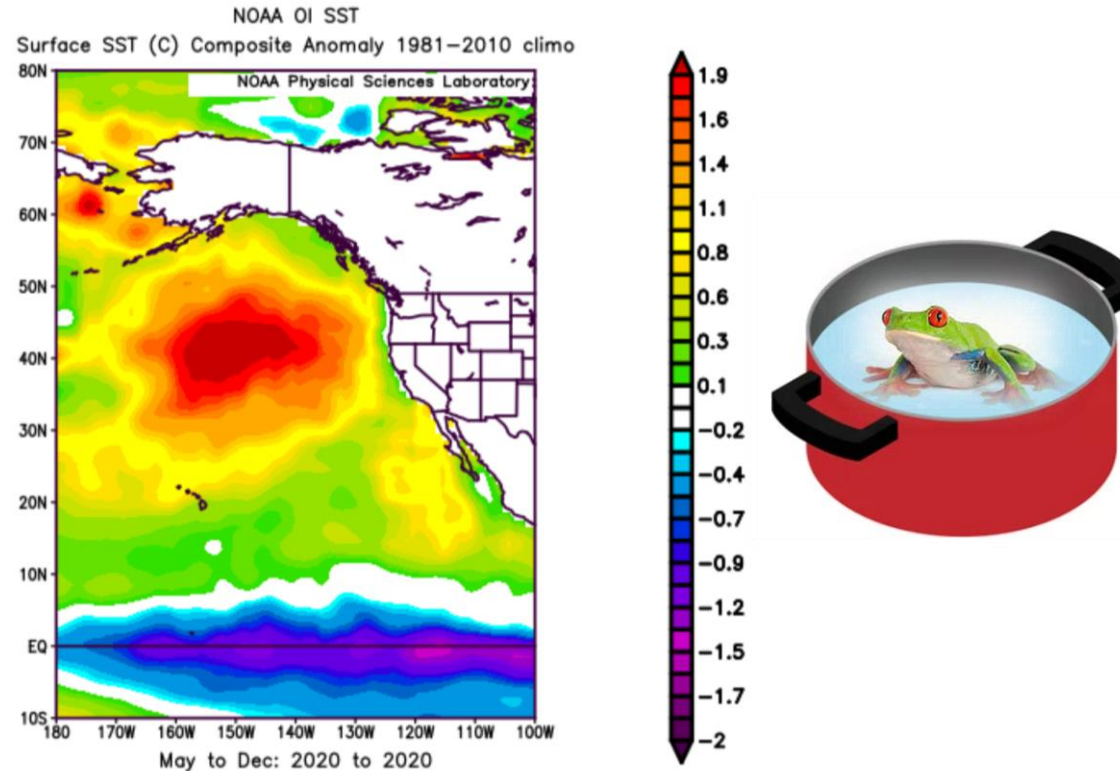 NOAA OI SST
Surface SST (C) Composite Anomaly 1981-2010 climo
NOAA Physical Sciences Laboratory
80N
70N
60N
50N
40N
30N
20N
10N
EQ
10S
180 170W 160W 150W 140W 130W 120W 110W 100W
May to Dec: 2020 to 2020
1.9
1.6
1.4
1.1
0.8
0.6
0.3
0.1
-0.2
-0.4
-0.7
-0.9
-1.2
-1.5
-1.7
-2